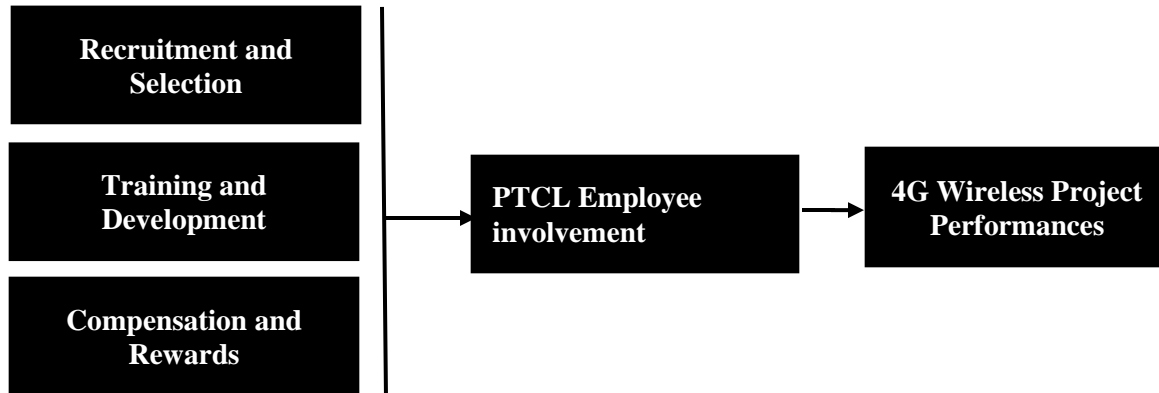 Recruitment and
Selection
Training and
Development
Compensation and
Rewards
PTCL Employee
involvement
4G Wireless Project
Performances